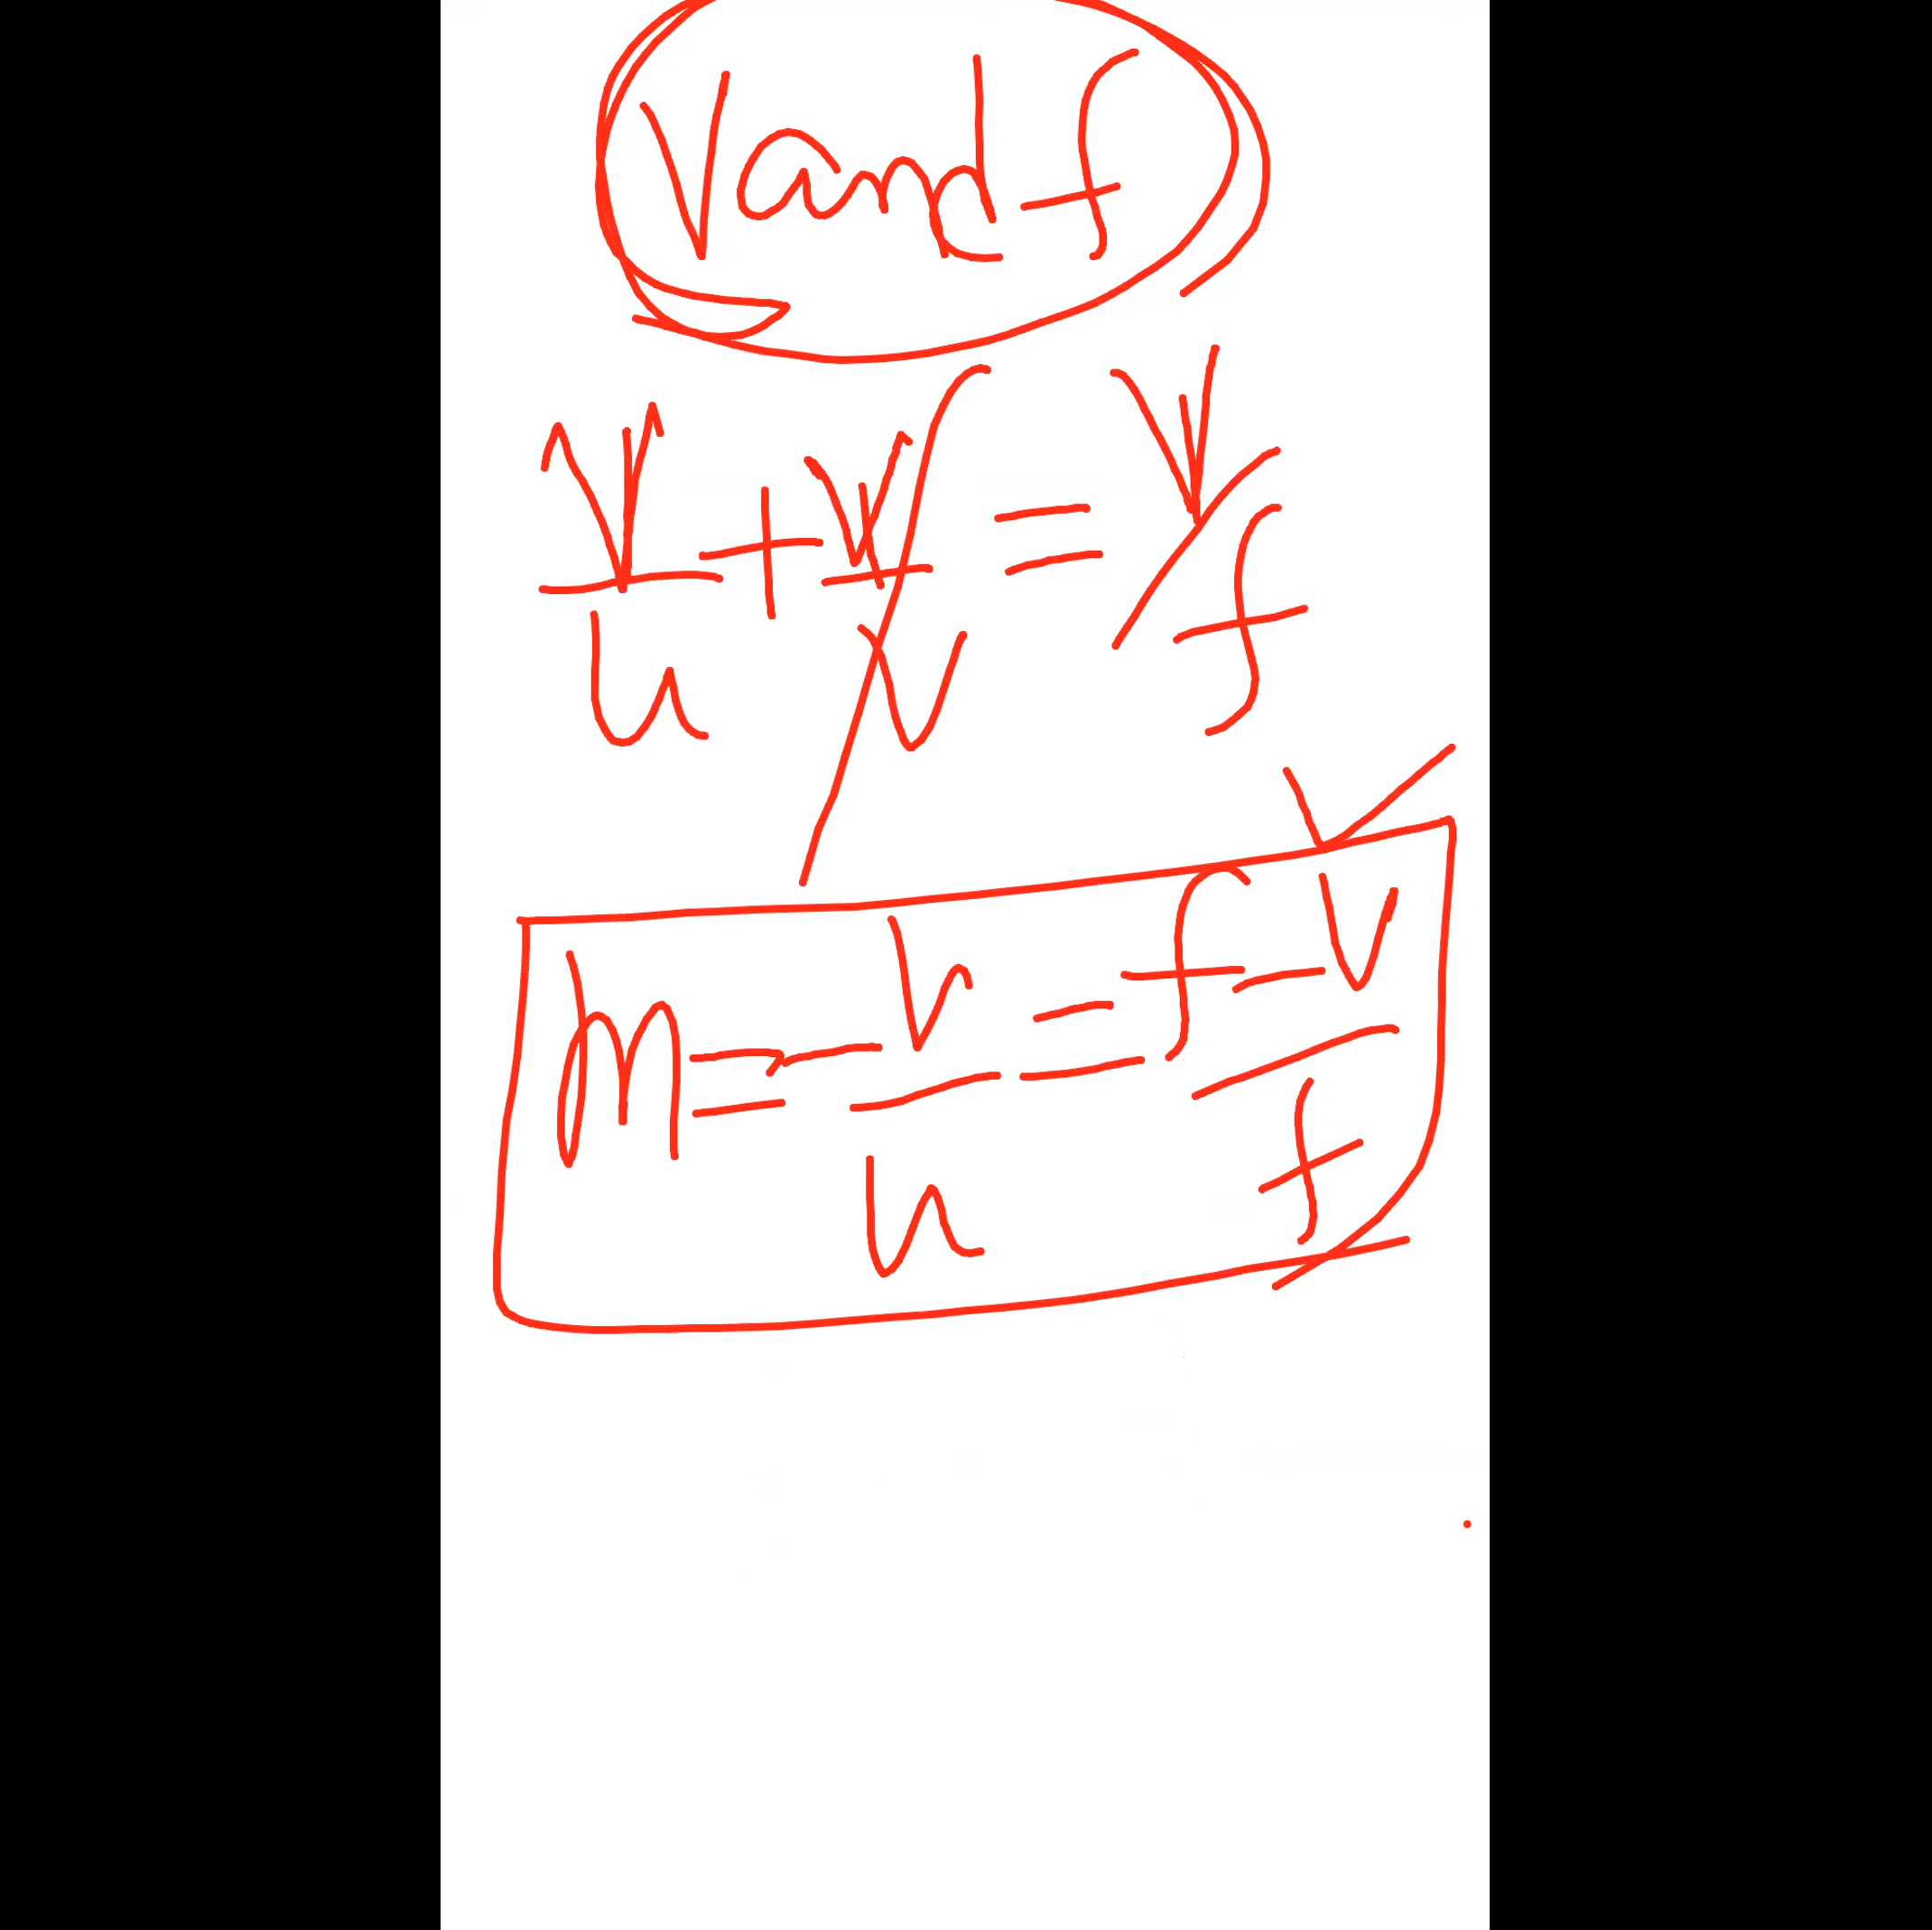 V and f
V/u + V/V = V/f
m = -V/u = f-V/f